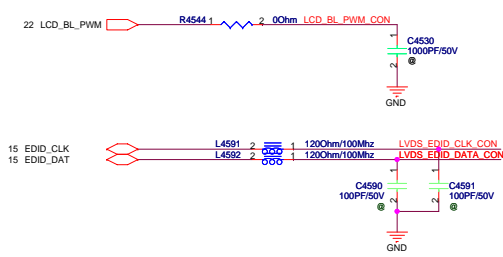 22 LCD_BL_PWM R4544 1 2 0Ohm LCD_BL_PWM_CON
1
C4530
1000PF/50V
2 @
GND
15 EDID_CLK L4591 2 1 120Ohm/100Mhz LVDS_EDID_CLK_CON
15 EDID_DAT L4592 2 1 120Ohm/100Mhz LVDS_EDID_DATA_CON
1 1
C4590 C4591
100PF/50V 100PF/50V
2 2
@ @
GND